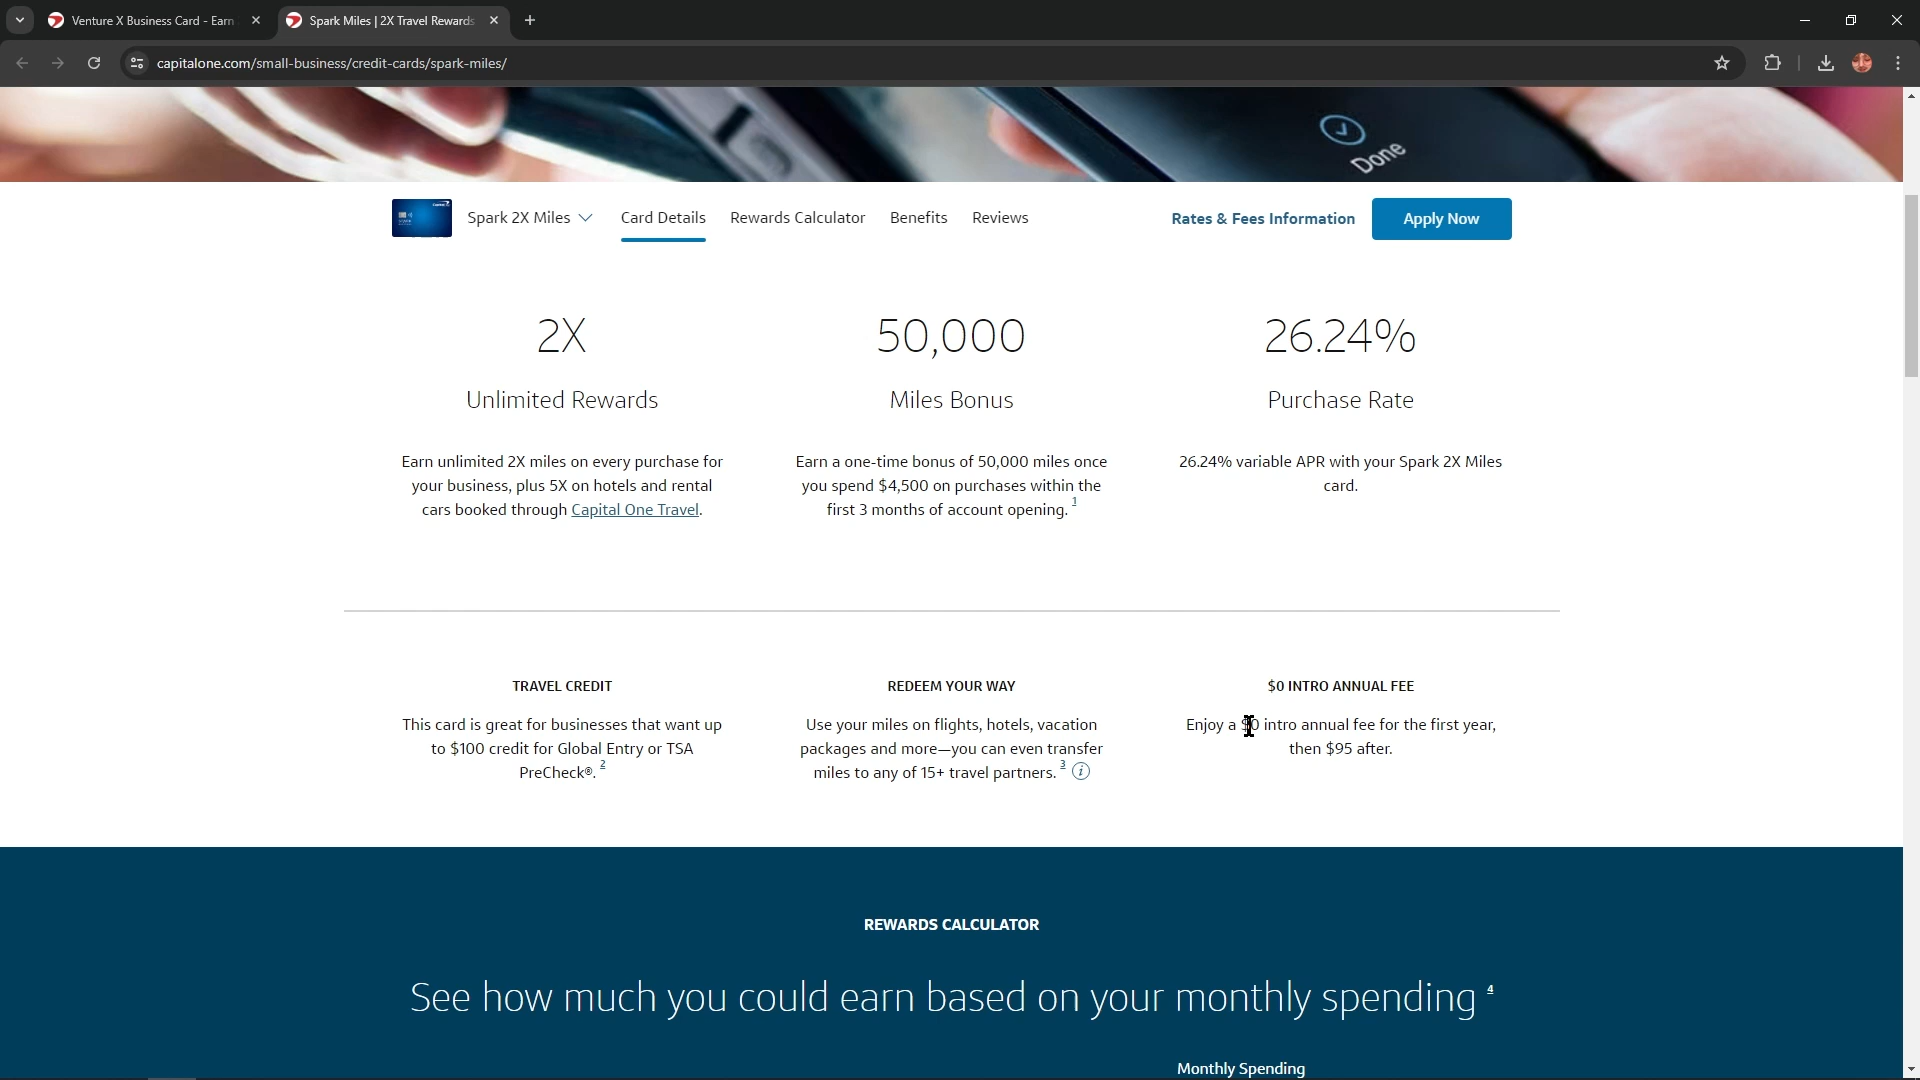 Venture X Business Card - Earn
Spark Miles | 2X Travel Rewards
capitalone.com/small-business/credit-cards/spark-miles/
Done
Spark 2X Miles
Card Details
Rewards Calculator
Benefits
Reviews
Rates & Fees Information
Apply Now
2X
Unlimited Rewards
Earn unlimited 2X miles on every purchase for
your business, plus 5X on hotels and rental
cars booked through Capital One Travel.
50,000
Miles Bonus
Earn a one-time bonus of 50,000 miles once
you spend $4,500 on purchases within the
first 3 months of account opening. 1
26.24%
Purchase Rate
26.24% variable APR with your Spark 2X Miles
card.
TRAVEL CREDIT
This card is great for businesses that want up
to $100 credit for Global Entry or TSA
PreCheck®. 2
REDEEM YOUR WAY
Use your miles on flights, hotels, vacation
packages and more—you can even transfer
miles to any of 15+ travel partners. 3
$0 INTRO ANNUAL FEE
Enjoy a $0 intro annual fee for the first year,
then $95 after.
REWARDS CALCULATOR
See how much you could earn based on your monthly spending 4
Monthly Spending